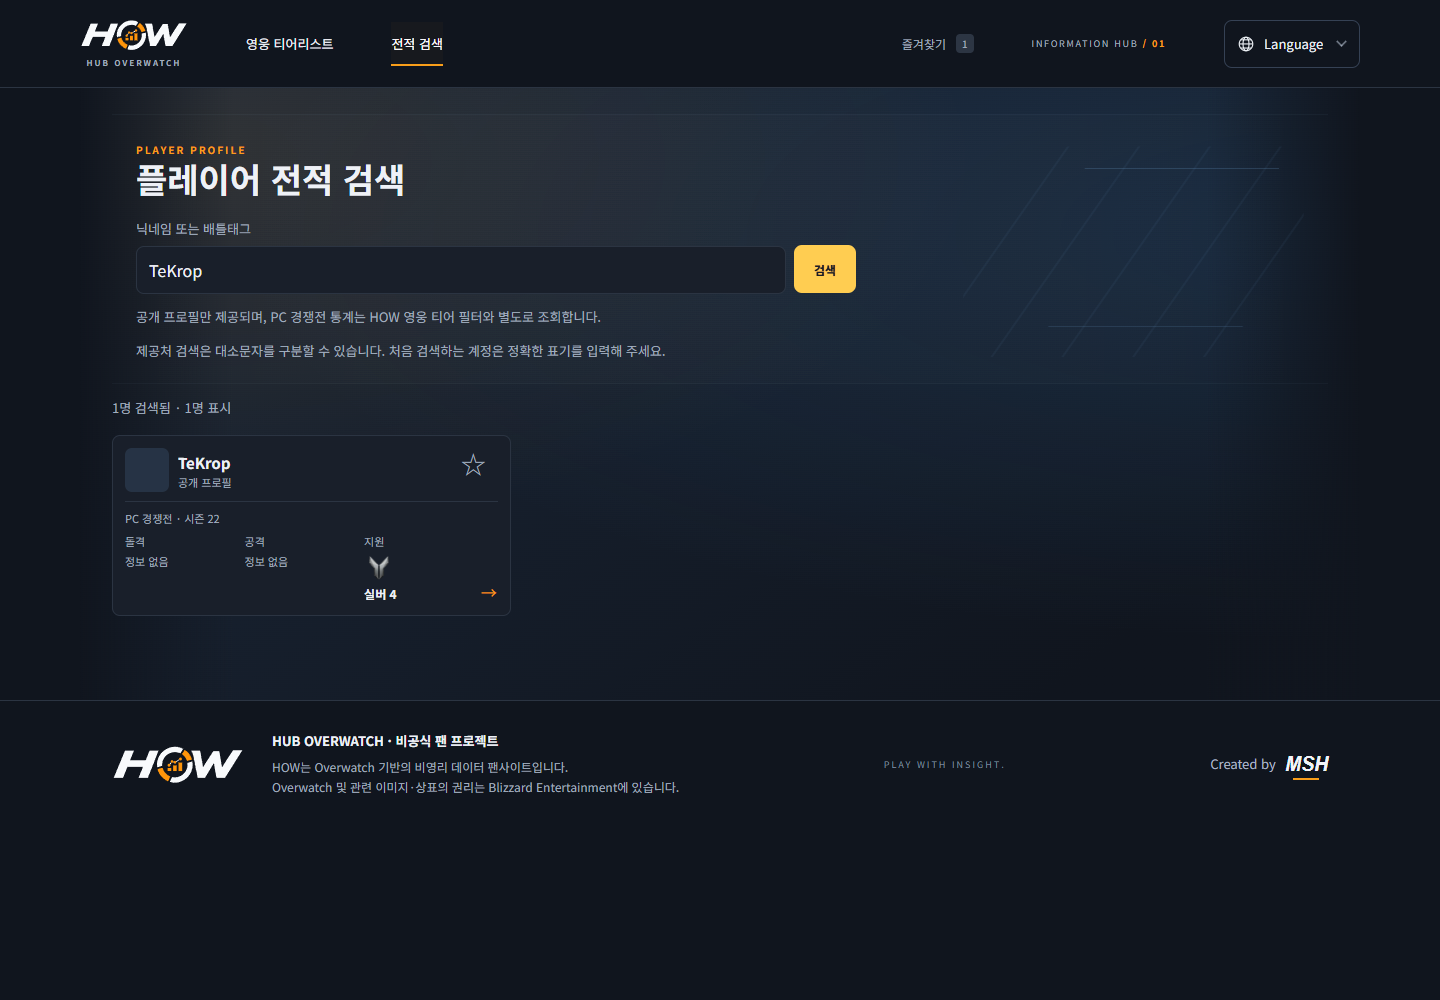 HOW
HUB OVERWATCH
영웅 티어리스트
전적 검색
즐겨찾기 1
INFORMATION HUB / 01
Language
PLAYER PROFILE
플레이어 전적 검색
닉네임 또는 배틀태그
TeKrop
검색
공개 프로필만 제공되며, PC 경쟁전 통계는 HOW 영웅 티어 필터와 별도로 조회합니다.
제공처 검색은 대소문자를 구분할 수 있습니다. 처음 검색하는 계정은 정확한 표기를 입력해 주세요.
1명 검색됨 · 1명 표시
TeKrop
공개 프로필
PC 경쟁전 · 시즌 22
돌격 공격 지원
정보 없음 정보 없음
실버 4 →
HOW
HUB OVERWATCH · 비공식 팬 프로젝트
HOW는 Overwatch 기반의 비영리 데이터 팬사이트입니다.
Overwatch 및 관련 이미지·상표의 권리는 Blizzard Entertainment에 있습니다.
PLAY WITH INSIGHT.
Created by MSH